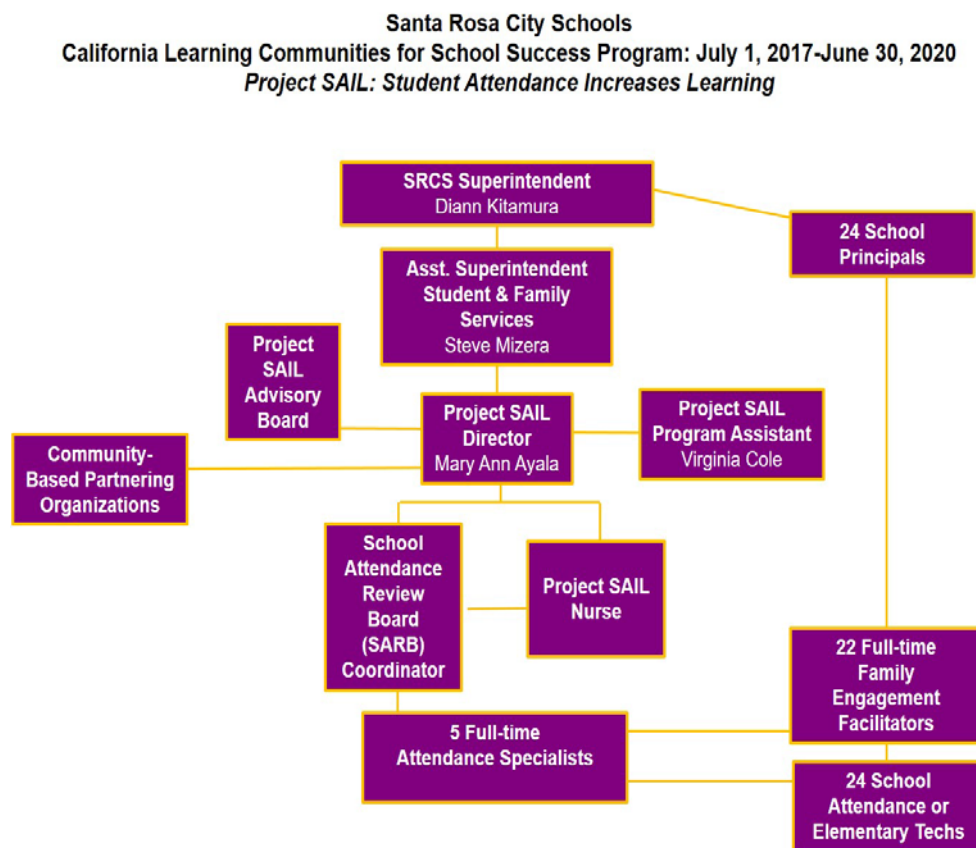 Santa Rosa City Schools
California Learning Communities for School Success Program: July 1, 2017-June 30, 2020
Project SAIL: Student Attendance Increases Learning
SRCS Superintendent
Diann Kitamura
24 School
Principals
Asst. Superintendent
Student & Family
Services
Steve Mizera
Project
SAIL
Advisory
Board
Project SAIL
Director
Mary Ann Ayala
Project SAIL
Program Assistant
Virginia Cole
Community-
Based Partnering
Organizations
School
Attendance
Review
Board
(SARB)
Coordinator
Project SAIL
Nurse
22 Full-time
Family
Engagement
Facilitators
5 Full-time
Attendance Specialists
24 School
Attendance or
Elementary Techs